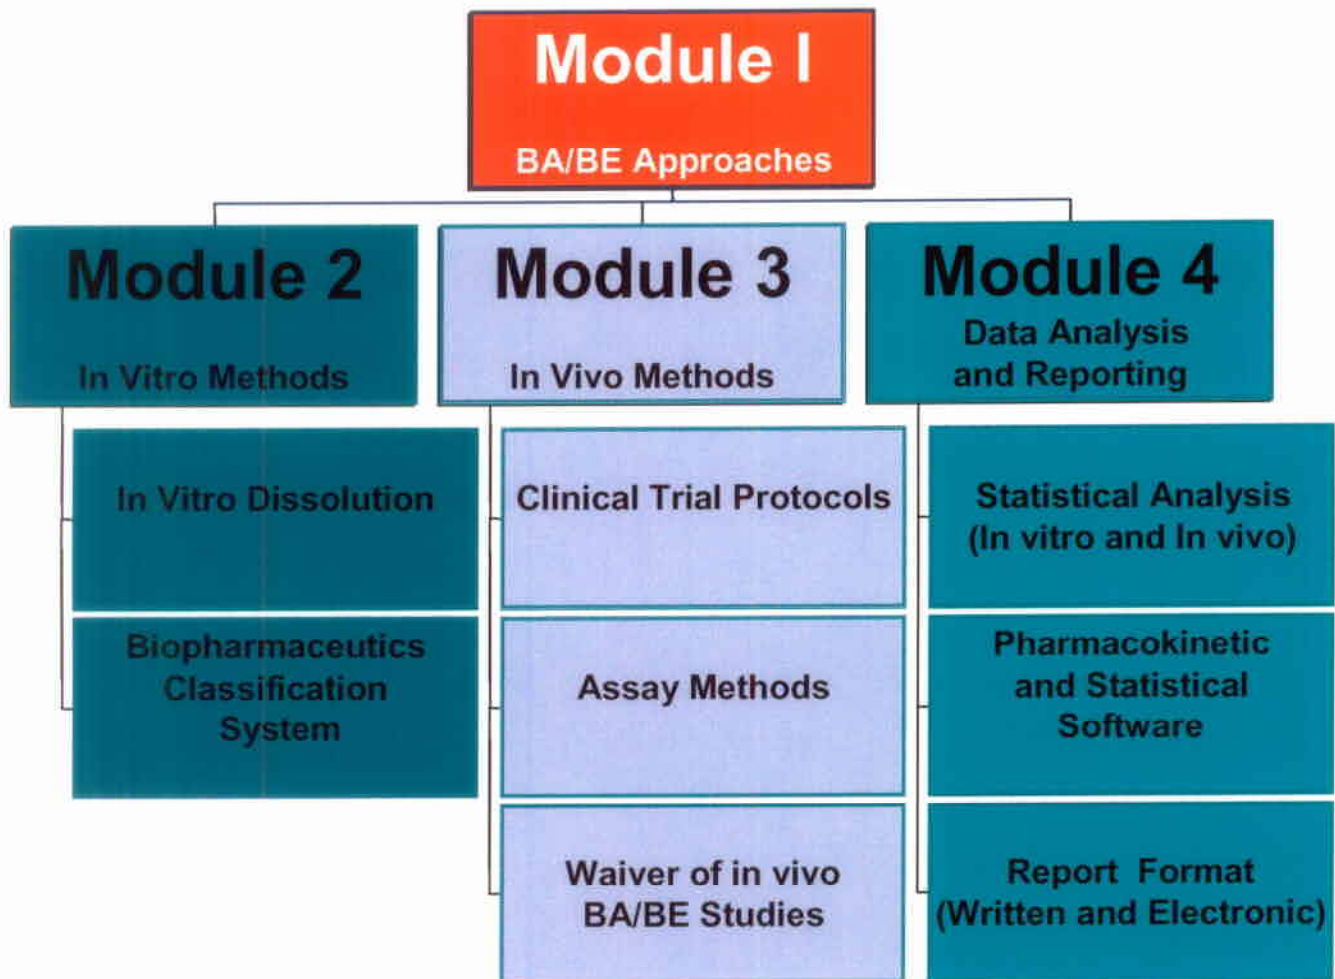 Module I
BA/BE Approaches
Module 2
In Vitro Methods
In Vitro Dissolution
Biopharmaceutics
Classification
System
Module 3
In Vivo Methods
Clinical Trial Protocols
Assay Methods
Waiver of in vivo
BA/BE Studies
Module 4
Data Analysis
and Reporting
Statistical Analysis
(In vitro and In vivo)
Pharmacokinetic
and Statistical
Software
Report Format
(Written and Electronic)